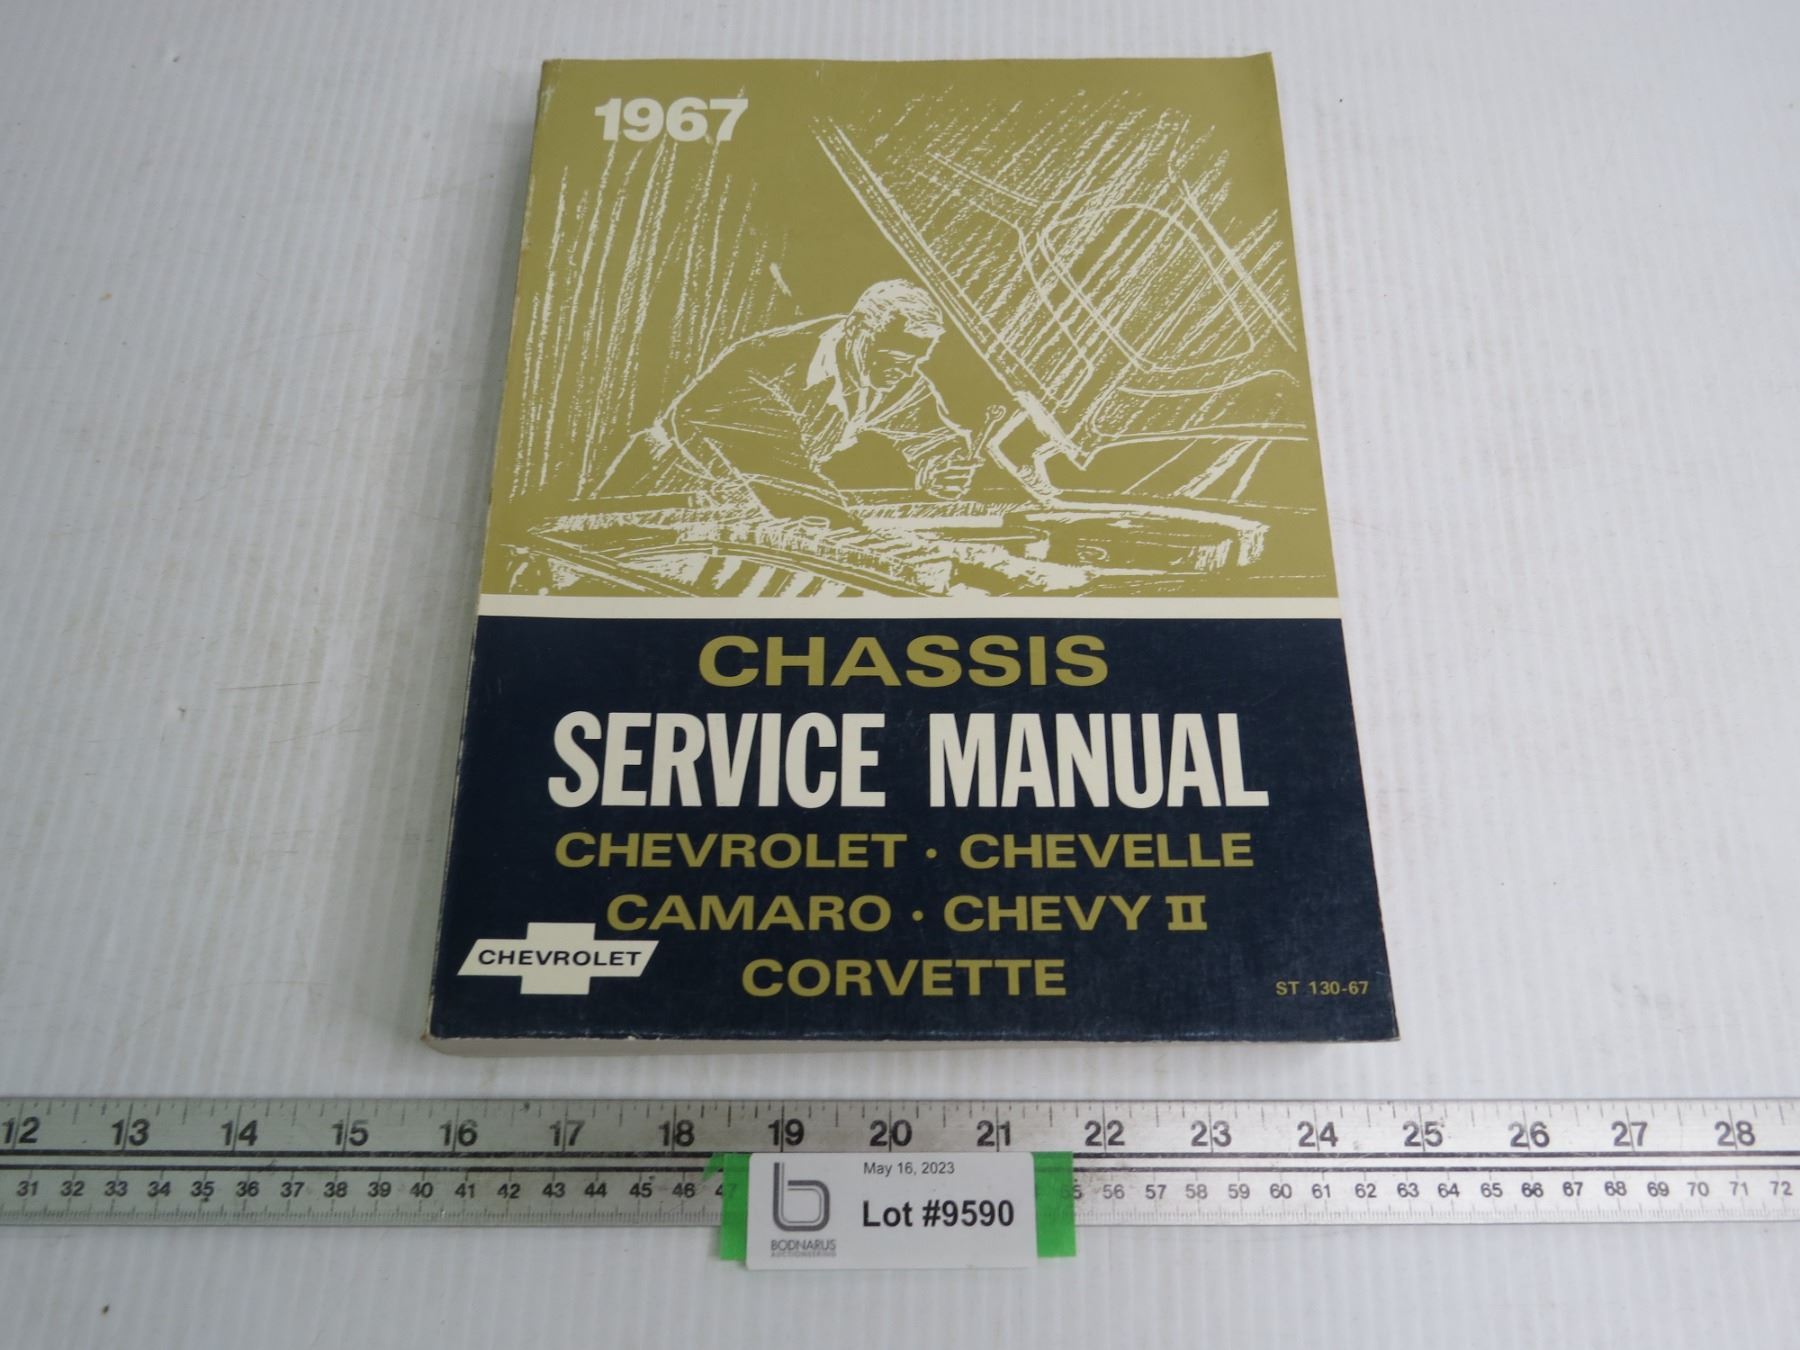 1967
CHASSIS
SERVICE MANUAL
CHEVROLET · CHEVELLE
CAMARO · CHEVY II
CHEVROLET
CORVETTE
ST 130-67
12 13 14 15 16 17 18 19 20 21 22 23 24 25 26 27 28
31 32 33 34 35 36 37 38 39 40 41 42 43 44 45 46 47 55 56 57 58 59 60 61 62 63 64 65 66 67 68 69 70 71 72
May 16, 2023
Lot #9590
BODNARUS
AUCTIONEERING